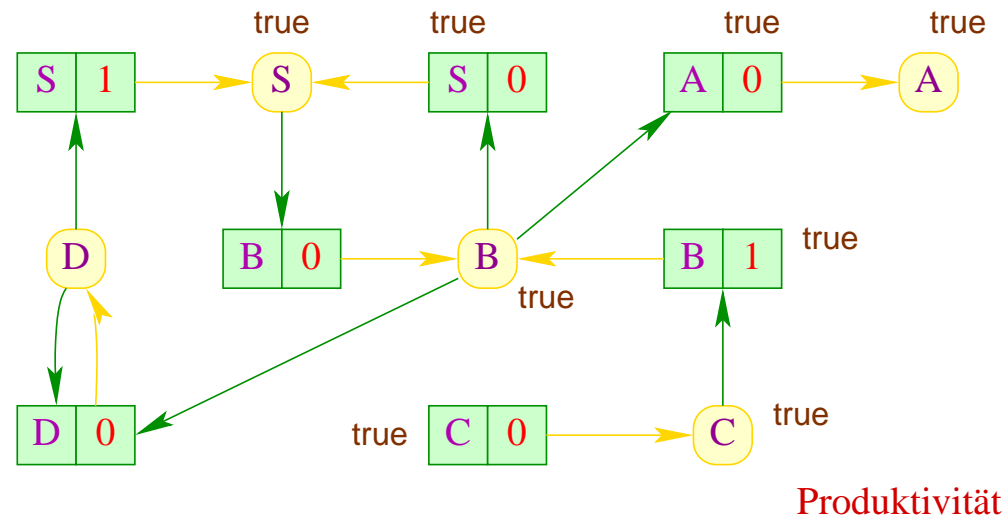 true true true true
S 1 S S 0 A 0 A
D B 0 B B 1 true
true
true
D 0 true C 0 C
Produktivität